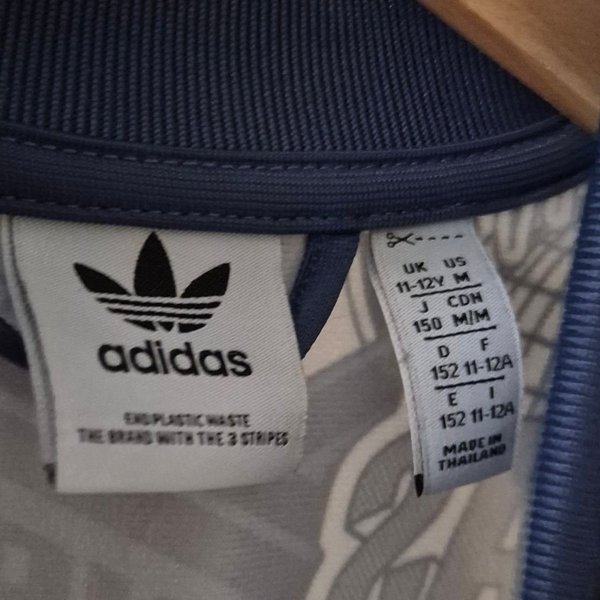 adidas
END PLASTIC WASTE
THE BRAND WITH THE 3 STRIPES
UK US
11-12Y M
J CDN
150 M/M
D F
152 11-12A
E I
152 11-12A
MADE IN
THAILAND